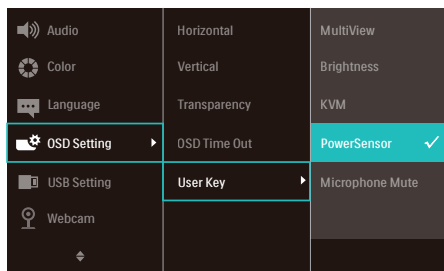 Audio
Color
Language
OSD Setting
USB Setting
Webcam
Horizontal
Vertical
Transparency
OSD Time Out
User Key
MultiView
Brightness
KVM
PowerSensor
Microphone Mute